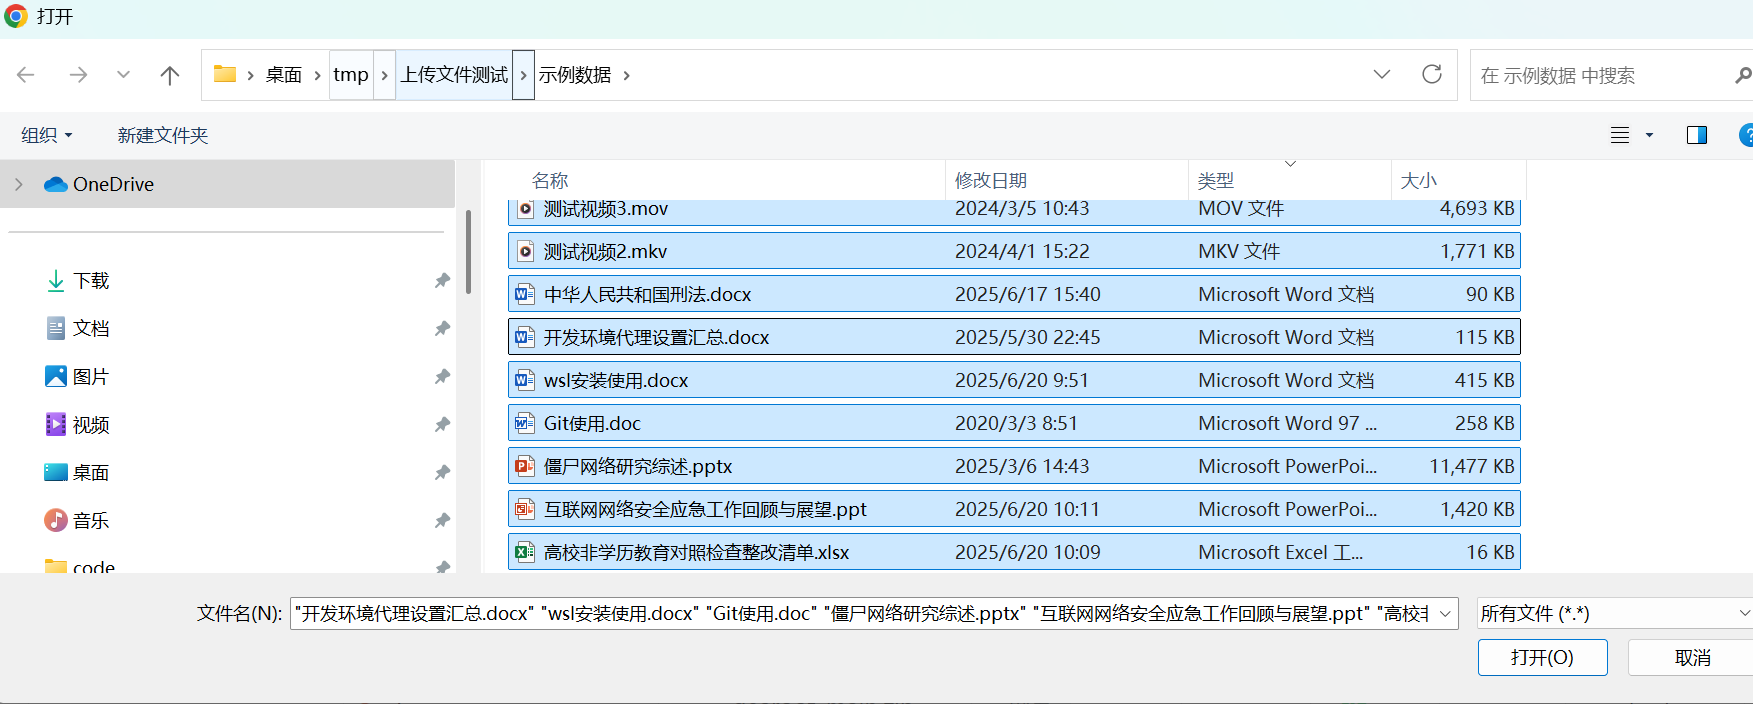 打开
桌面 tmp 上传文件测试 示例数据
在 示例数据 中搜索
组织 新建文件夹
OneDrive
下载
文档
图片
视频
桌面
音乐
code
名称 修改日期 类型 大小
测试视频3.mov 2024/3/5 10:43 MOV 文件 4,693 KB
测试视频2.mkv 2024/4/1 15:22 MKV 文件 1,771 KB
中华人民共和国刑法.docx 2025/6/17 15:40 Microsoft Word 文档 90 KB
开发环境代理设置汇总.docx 2025/5/30 22:45 Microsoft Word 文档 115 KB
wsl安装使用.docx 2025/6/20 9:51 Microsoft Word 文档 415 KB
Git使用.doc 2020/3/3 8:51 Microsoft Word 97 ... 258 KB
僵尸网络研究综述.pptx 2025/3/6 14:43 Microsoft PowerPoi... 11,477 KB
互联网网络安全应急工作回顾与展望.ppt 2025/6/20 10:11 Microsoft PowerPoi... 1,420 KB
高校非学历教育对照检查整改清单.xlsx 2025/6/20 10:09 Microsoft Excel 工... 16 KB
文件名(N): "开发环境代理设置汇总.docx" "wsl安装使用.docx" "Git使用.doc" "僵尸网络研究综述.pptx" "互联网网络安全应急工作回顾与展望.ppt" "高校非
所有文件 (*.*)
打开(O) 取消